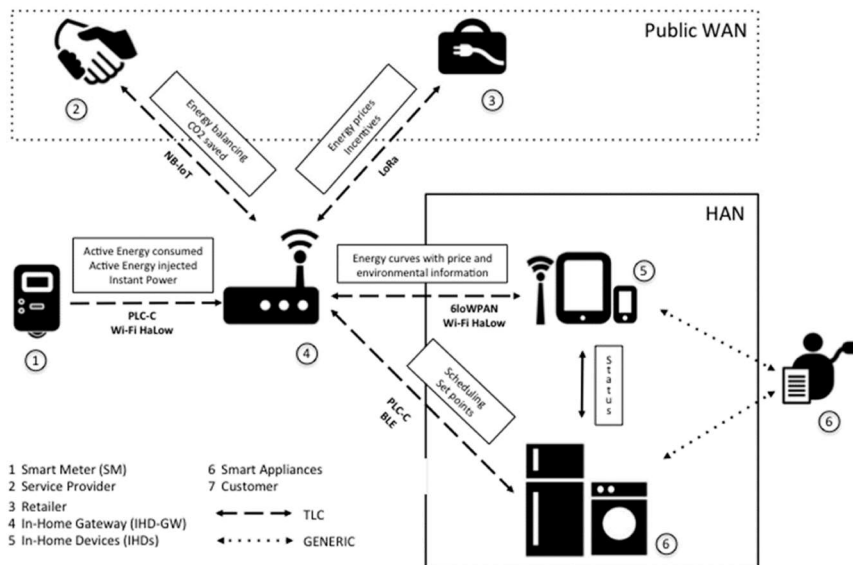 Public WAN
2
3
Energy balancing
CO2 saved
NB-IoT
Energy prices
Incentives
LoRa
HAN
Active Energy consumed
Active Energy injected
Instant Power
PLC-C
Wi-Fi HaLow
1
4
Energy curves with price and
environmental information
6loWPAN
Wi-Fi HaLow
5
Scheduling
Set points
PLC-C
BLE
Status
6
6
1 Smart Meter (SM)
2 Service Provider
3 Retailer
4 In-Home Gateway (IHD-GW)
5 In-Home Devices (IHDs)
6 Smart Appliances
7 Customer
TLC
GENERIC